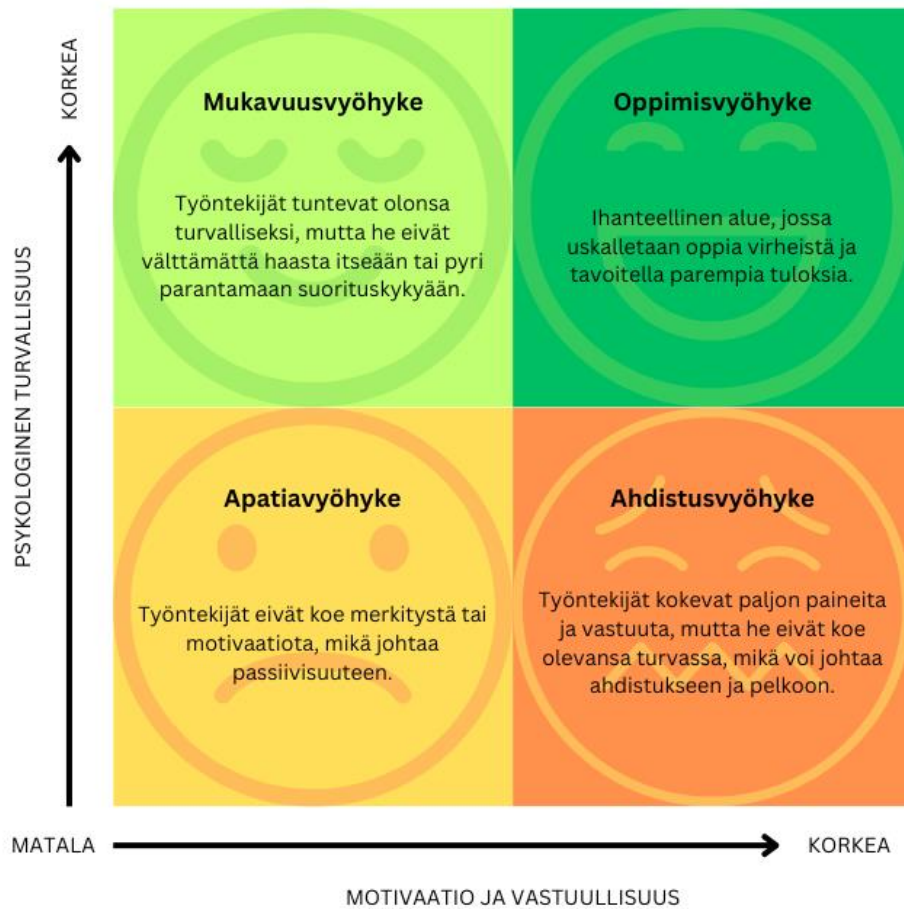 KORKEA
PSYKOLOGINEN TURVALLISUUS
Mukavuusvyöhyke
Työntekijät tuntevat olonsa
turvalliseksi, mutta he eivät
välttämättä haasta itseään tai pyri
parantamaan suorituskykyään.
Oppimisvyöhyke
Ihanteellinen alue, jossa
uskalletaan oppia virheistä ja
tavoitella parempia tuloksia.
Apatiavyöhyke
Työntekijät eivät koe merkitystä tai
motivaatiota, mikä johtaa
passiivisuuteen.
Ahdistusvyöhyke
Työntekijät kokevat paljon paineita
ja vastuuta, mutta he eivät koe
olevansa turvassa, mikä voi johtaa
ahdistukseen ja pelkoon.
MATALA
KORKEA
MOTIVAATIO JA VASTUULLISUUS